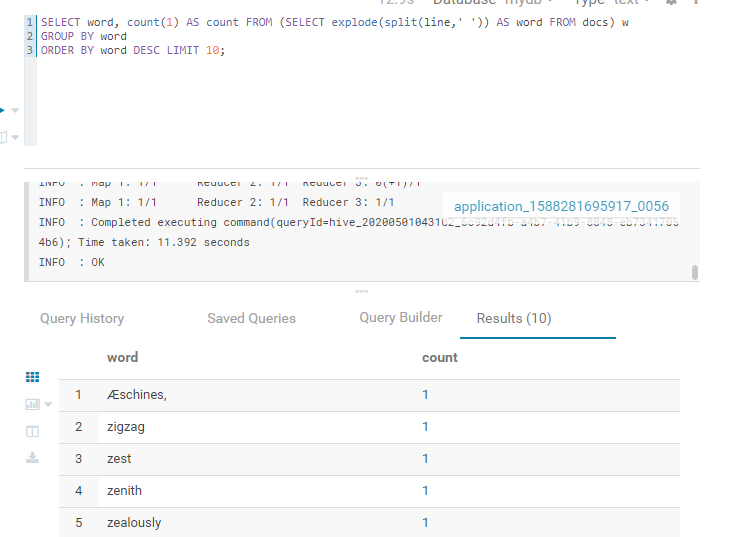 12.9s Database mydb Type text
1 SELECT word, count(1) AS count FROM (SELECT explode(split(line,' ')) AS word FROM docs) w
2 GROUP BY word
3 ORDER BY word DESC LIMIT 10;
INFO : Map 1: 1/1 Reducer 2: 1/1 Reducer 3: 0(+1)/1
INFO : Map 1: 1/1 Reducer 2: 1/1 Reducer 3: 1/1
application_1588281695917_0056
INFO : Completed executing command(queryId=hive_20200501043102_
4b6); Time taken: 11.392 seconds
INFO : OK
Query History Saved Queries Query Builder Results (10)
word count
1 Æschines, 1
2 zigzag 1
3 zest 1
4 zenith 1
5 zealously 1